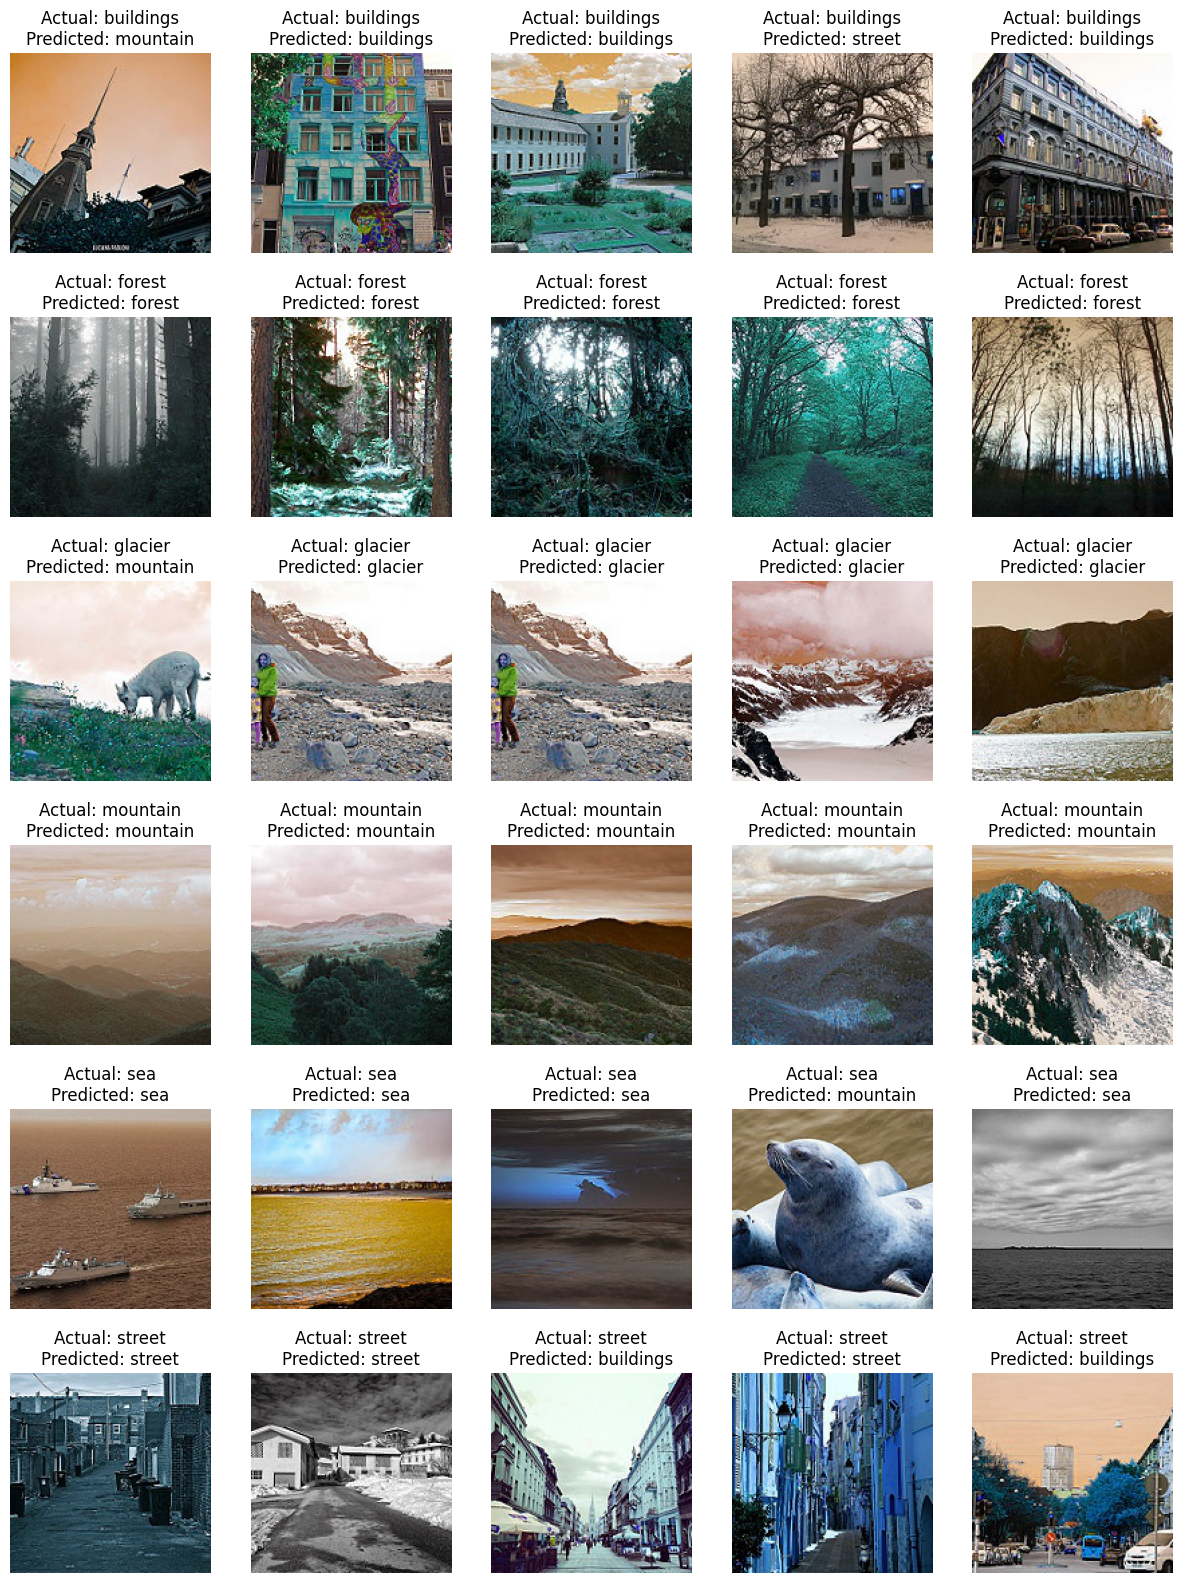 Actual: buildings
Predicted: mountain
Actual: buildings
Predicted: buildings
Actual: buildings
Predicted: buildings
Actual: buildings
Predicted: street
Actual: buildings
Predicted: buildings
Actual: forest
Predicted: forest
Actual: forest
Predicted: forest
Actual: forest
Predicted: forest
Actual: forest
Predicted: forest
Actual: forest
Predicted: forest
Actual: glacier
Predicted: mountain
Actual: glacier
Predicted: glacier
Actual: glacier
Predicted: glacier
Actual: glacier
Predicted: glacier
Actual: glacier
Predicted: glacier
Actual: mountain
Predicted: mountain
Actual: mountain
Predicted: mountain
Actual: mountain
Predicted: mountain
Actual: mountain
Predicted: mountain
Actual: mountain
Predicted: mountain
Actual: sea
Predicted: sea
Actual: sea
Predicted: sea
Actual: sea
Predicted: sea
Actual: sea
Predicted: mountain
Actual: sea
Predicted: sea
Actual: street
Predicted: street
Actual: street
Predicted: street
Actual: street
Predicted: buildings
Actual: street
Predicted: street
Actual: street
Predicted: buildings